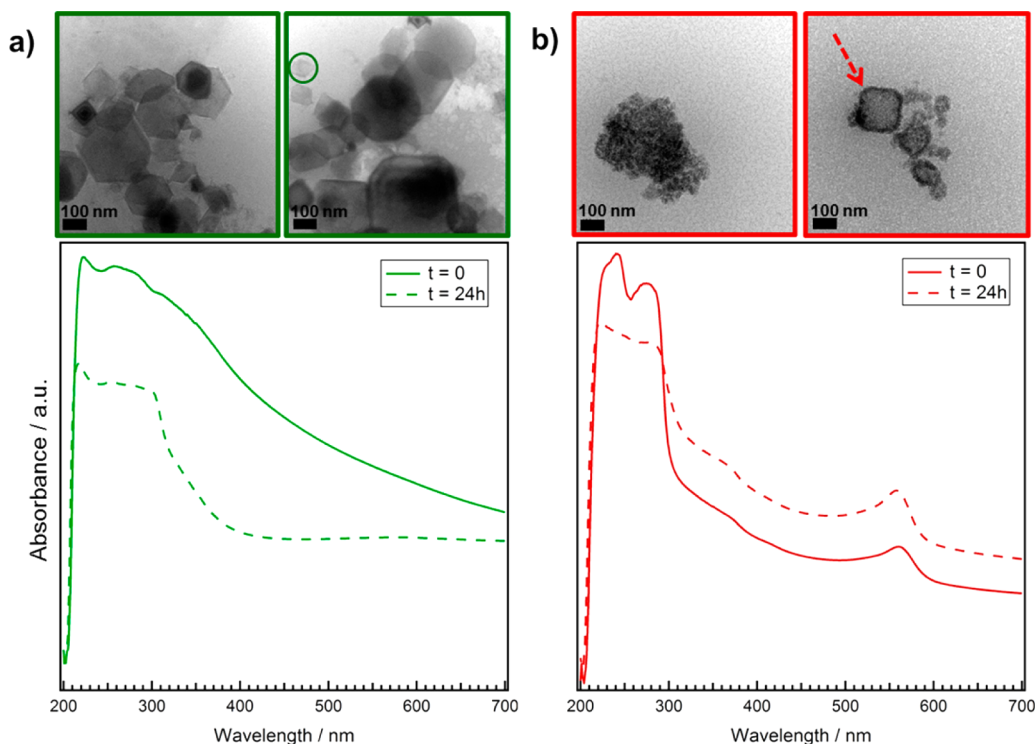 a)
100 nm
100 nm
b)
100 nm
100 nm
Absorbance / a.u.
t = 0
t = 24h
200 300 400 500 600 700
Wavelength / nm
t = 0
t = 24h
200 300 400 500 600 700
Wavelength / nm